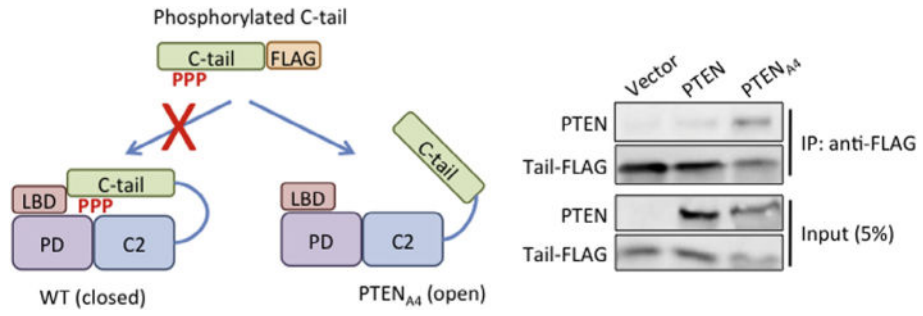 Phosphorylated C-tail
C-tail FLAG
PPP
X
C-tail
LBD
PPP
PD C2
WT (closed)
C-tail
LBD
PD C2
PTENA4 (open)
Vector PTEN PTENA4
PTEN
Tail-FLAG
IP: anti-FLAG
PTEN
Tail-FLAG
Input (5%)